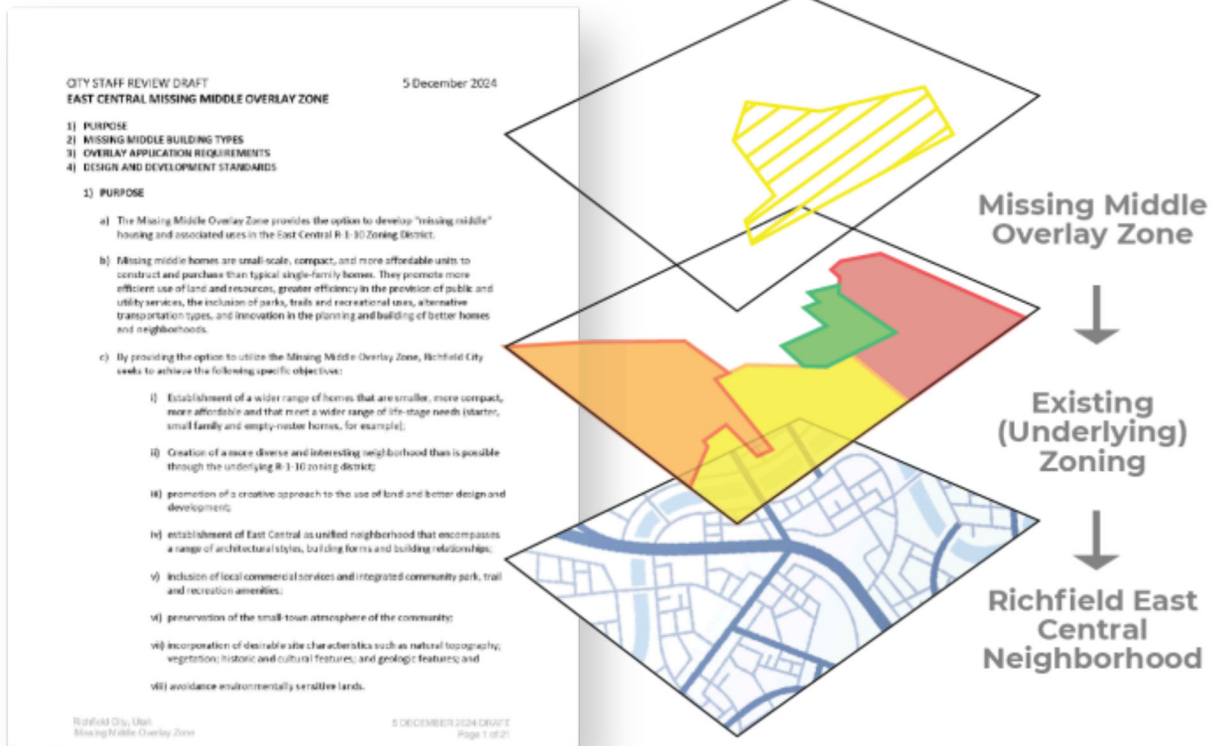 CITY STAFF REVIEW DRAFT 5 December 2024
EAST CENTRAL MISSING MIDDLE OVERLAY ZONE
1) PURPOSE
2) MISSING MIDDLE BUILDING TYPES
3) OVERLAY APPLICATION REQUIREMENTS
4) DESIGN AND DEVELOPMENT STANDARDS
1) PURPOSE
a) The Missing Middle Overlay Zone provides the option to develop "missing middle"
housing and associated uses in the East Central R-1-10 Zoning District.
b) Missing middle homes are small-scale, compact, and more affordable units to
construct and purchase than typical single-family homes. They promote more
efficient use of land and resources, greater efficiency in the provision of public and
utility services, the inclusion of parks, trails and recreational uses, alternative
transportation types, and innovation in the planning and building of better homes
and neighborhoods.
c) By providing the option to utilize the Missing Middle Overlay Zone, Richfield City
seeks to achieve the following specific objectives:
i) Establishment of a wider range of homes that are smaller, more compact,
more affordable and that meet a wider range of life-stage needs (starter,
small family and empty-nester homes, for example);
ii) Creation of a more diverse and interesting neighborhood than is possible
through the underlying R-1-10 zoning district;
iii) promotion of a creative approach to the use of land and better design and
development;
iv) establishment of East Central as unified neighborhood that encompasses
a range of architectural styles, building forms and building relationships;
v) inclusion of local commercial services and integrated community park, trail
and recreation amenities;
vi) preservation of the small-town atmosphere of the community;
vii) incorporation of desirable site characteristics such as natural topography;
vegetation; historic and cultural features; and geologic features; and
viii) avoidance environmentally sensitive lands.
Richfield City, Utah 5 DECEMBER 2024 DRAFT
Missing Middle Overlay Zone Page 1 of 21
Missing Middle
Overlay Zone
Existing
(Underlying)
Zoning
Richfield East
Central
Neighborhood